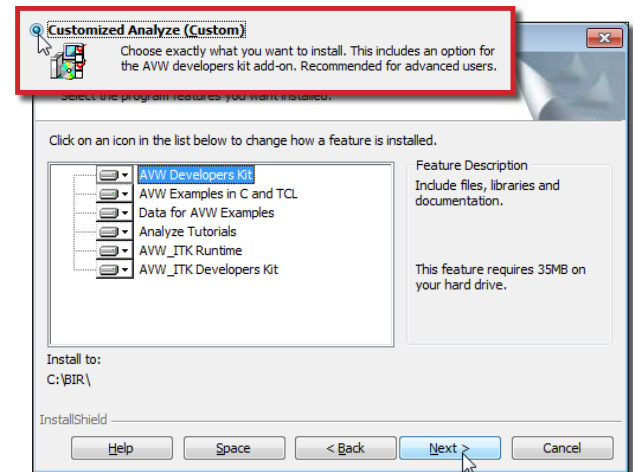 Customized Analyze (Custom)
Choose exactly what you want to install. This includes an option for
the AVW developers kit add-on. Recommended for advanced users.
Select the program features you want installed.
Click on an icon in the list below to change how a feature is installed.
AVW Developers Kit
AVW Examples in C and TCL
Data for AVW Examples
Analyze Tutorials
AVW_ITK Runtime
AVW_ITK Developers Kit
Feature Description
Include files, libraries and
documentation.
This feature requires 35MB on
your hard drive.
Install to:
C:\BIR\
InstallShield
Help Space < Back Next > Cancel